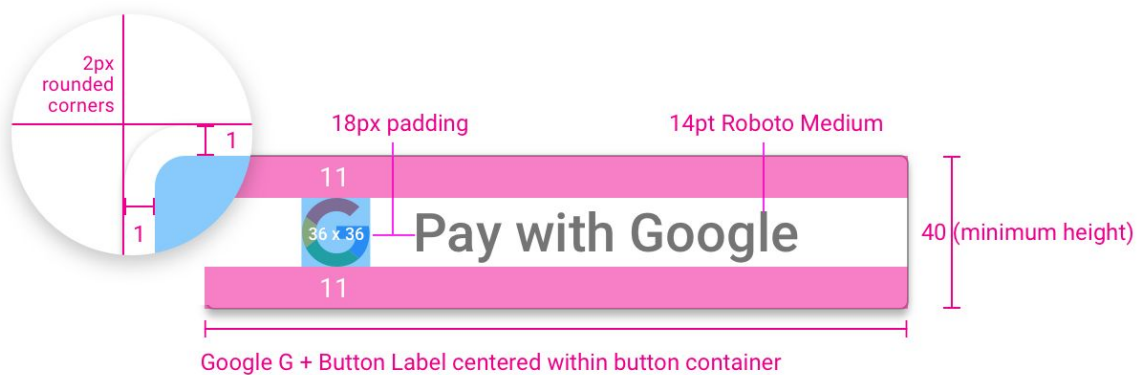 2px
rounded
corners
1
1
18px padding
14pt Roboto Medium
11
36 x 36
Pay with Google
11
40 (minimum height)
Google G + Button Label centered within button container